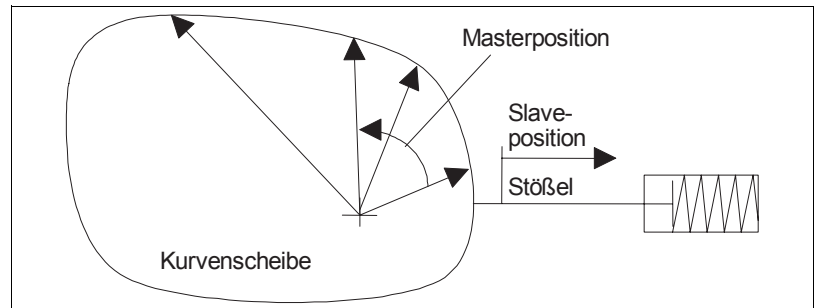 Masterposition
Slave-
position
Stößel
Kurvenscheibe